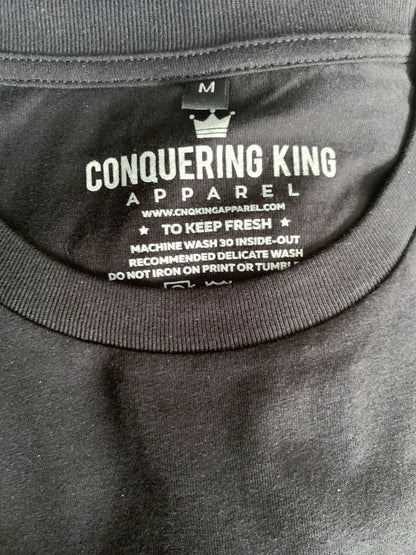 M
CONQUERING KING
APPAREL
WWW.CNQKINGAPPAREL.COM
★ TO KEEP FRESH ★
MACHINE WASH 30 INSIDE-OUT
RECOMMENDED DELICATE WASH
DO NOT IRON ON PRINT OR TUMBLE